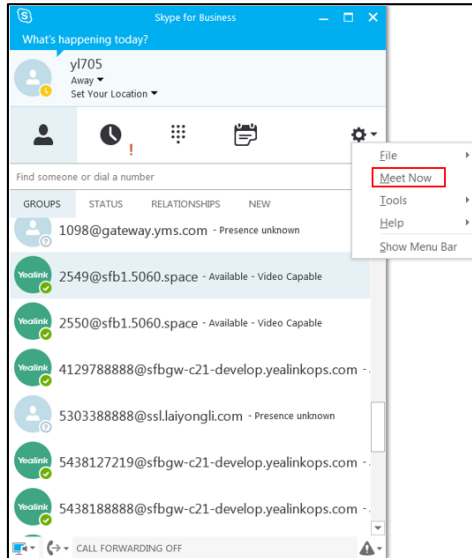 Skype for Business
What's happening today?
yl705
Away
Set Your Location
File
Meet Now
Tools
Help
Show Menu Bar
Find someone or dial a number
GROUPS STATUS RELATIONSHIPS NEW
1098@gateway.yms.com - Presence unknown
Yealink 2549@sfb1.5060.space - Available - Video Capable
Yealink 2550@sfb1.5060.space - Available - Video Capable
Yealink 4129788888@sfbgw-c21-develop.yealinkops.com -
5303388888@ssl.laiyongli.com - Presence unknown
Yealink 5438127219@sfbgw-c21-develop.yealinkops.com -
Yealink 5438188888@sfbgw-c21-develop.yealinkops.com -
CALL FORWARDING OFF